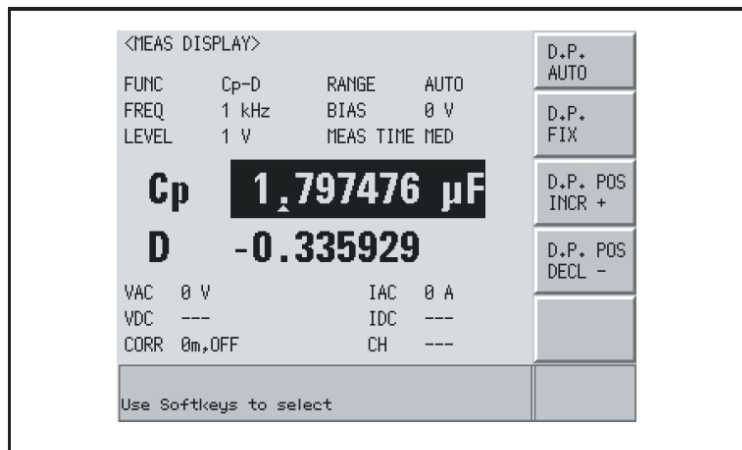 <MEAS DISPLAY>
FUNC Cp-D RANGE AUTO
FREQ 1 kHz BIAS 0 V
LEVEL 1 V MEAS TIME MED
Cp 1.797476 µF
D -0.335929
VAC 0 V IAC 0 A
VDC --- IDC ---
CORR 0m,OFF CH ---
Use Softkeys to select
D.P.
AUTO
D.P.
FIX
D.P. POS
INCR +
D.P. POS
DECL -